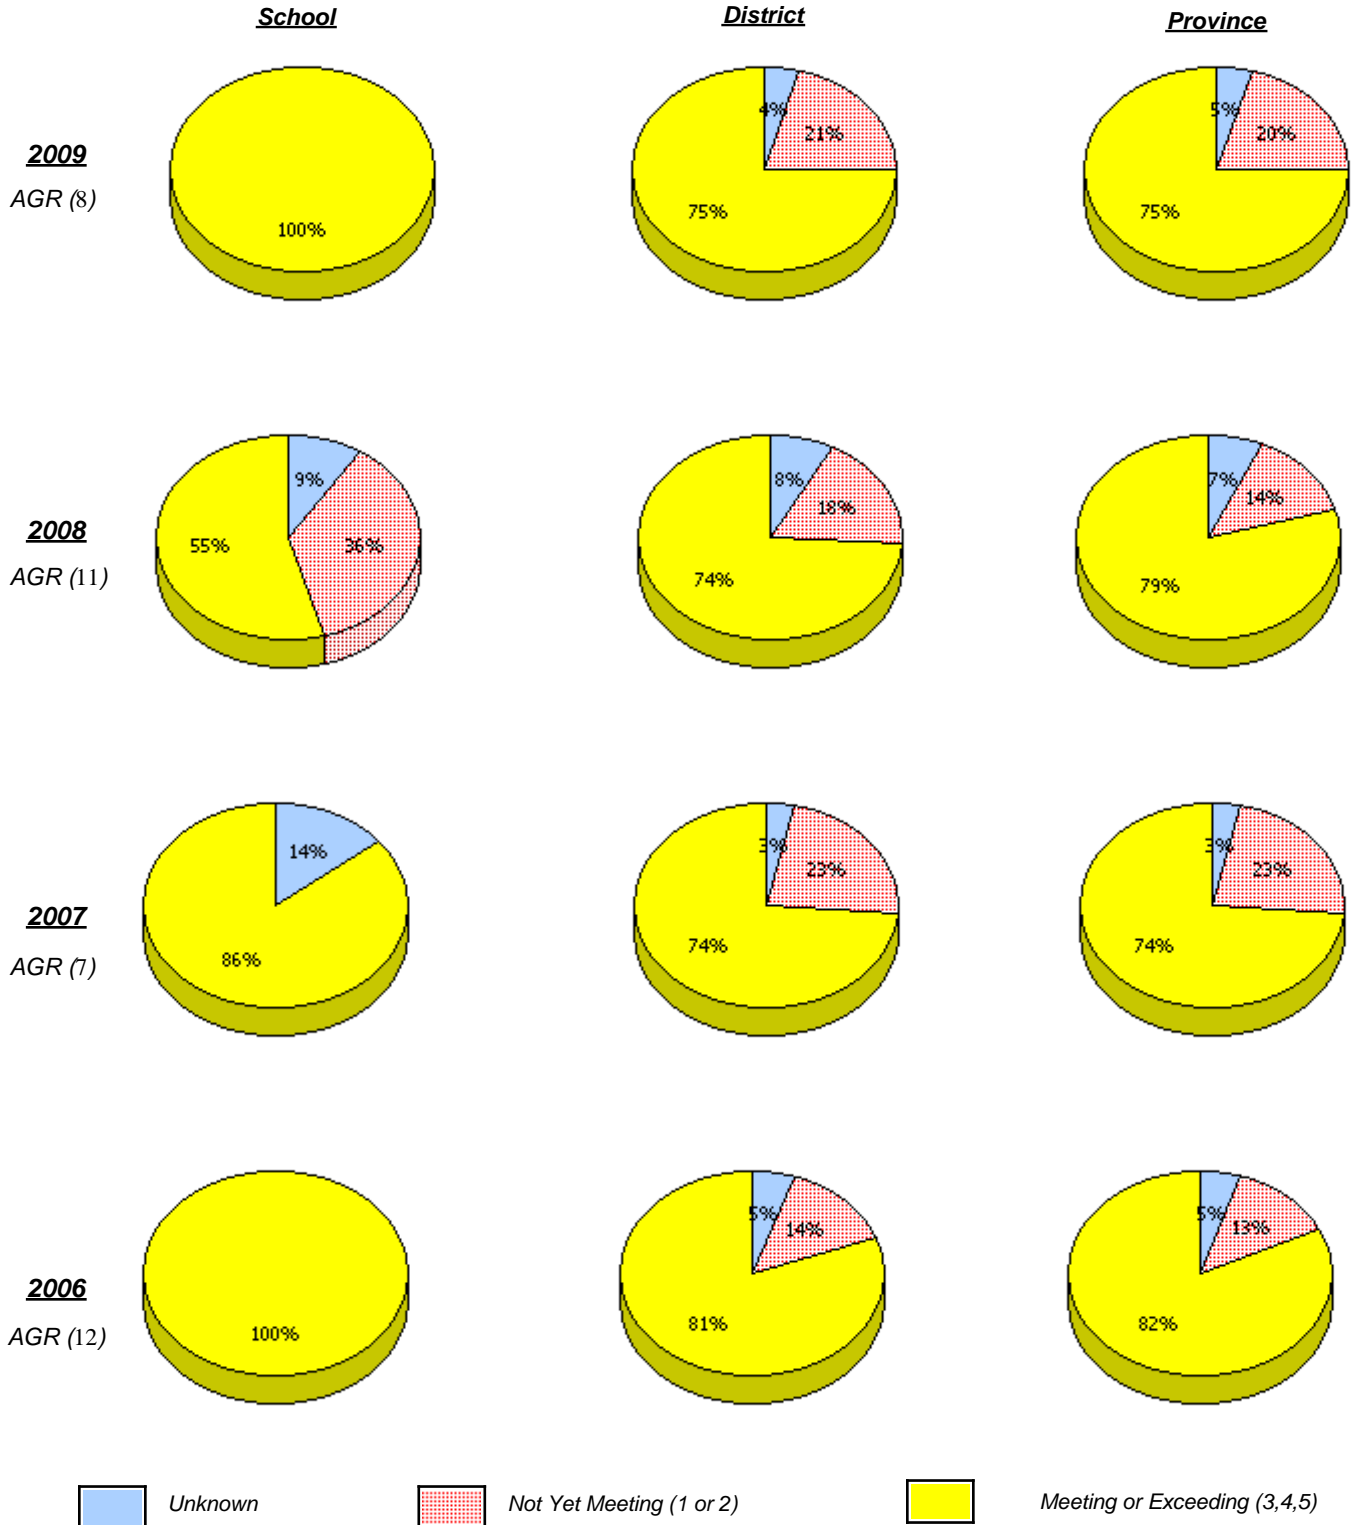 School District Province
2009
AGR (8)
100%
4% 21% 75%
5% 20% 75%
2008
AGR (11)
9% 36% 55%
8% 18% 74%
7% 14% 79%
2007
AGR (7)
14% 86%
3% 23% 74%
3% 23% 74%
2006
AGR (12)
100%
5% 14% 81%
5% 13% 82%
Unknown Not Yet Meeting (1 or 2) Meeting or Exceeding (3,4,5)